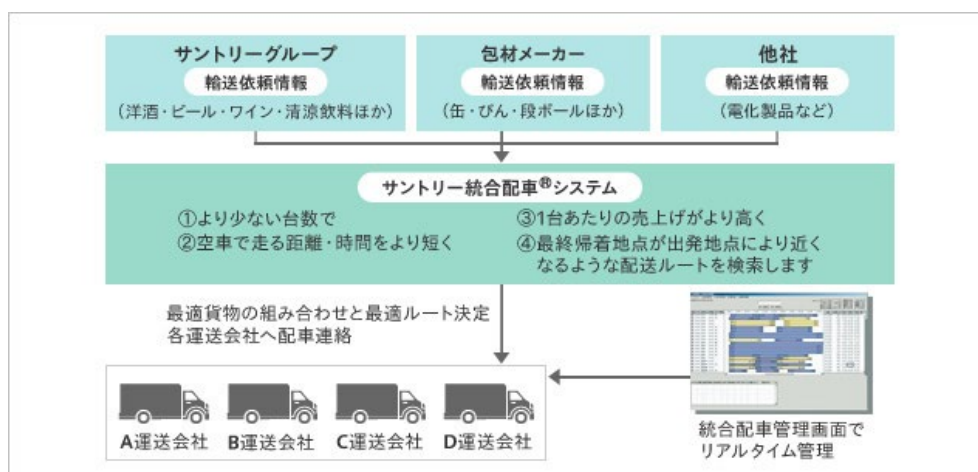 サントリーグループ
輸送依頼情報
(洋酒・ビール・ワイン・清涼飲料ほか)
包材メーカー
輸送依頼情報
(缶・びん・段ボールほか)
他社
輸送依頼情報
(電化製品など)
サントリー統合配車®システム
①より少ない台数で
②空車で走る距離・時間をより短く
③1台あたりの売上げがより高く
④最終帰着地点が出発地点により近く
なるような配送ルートを検索します
最適貨物の組み合わせと最適ルート決定
各運送会社へ配車連絡
A運送会社
B運送会社
C運送会社
D運送会社
統合配車管理画面で
リアルタイム管理